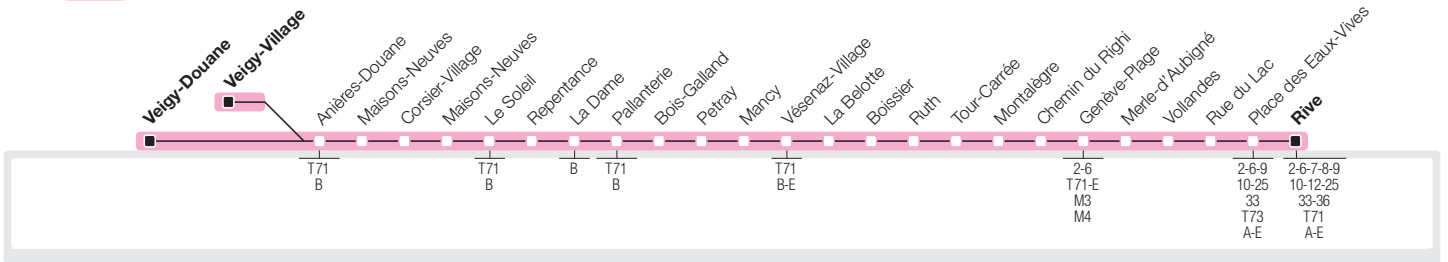 Veigy-Douane
Veigy-Village
Anières-Douane
Maisons-Neuves
Corsier-Village
Maisons-Neuves
Le Soleil
Repentance
La Dame
Pallanterie
Bois-Galland
Petray
Mancy
Vésenaz-Village
La Belotte
Boissier
Ruth
Tour-Carrée
Montalègre
Chemin du Righi
Genève-Plage
Merle-d'Aubigné
Vollandes
Rue du Lac
Place des Eaux-Vives
Rive
T71
B
T71
B
B
T71
B
T71
B-E
2-6
T71-E
M3
M4
2-6-9
10-25
33
T73
A-E
2-6-7-8-9
10-12-25
33-36
T71
A-E